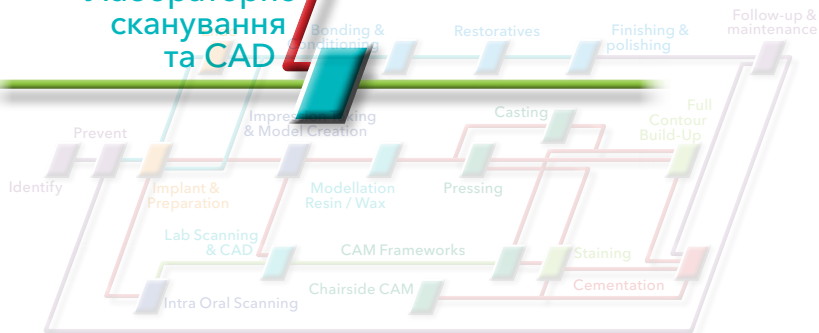 Лабораторне
сканування
та CAD
Bonding &
Conditioning
Restoratives
Finishing &
polishing
Follow-up &
maintenance
Prevent
& Model Creation
Casting
Full
Contour
Build-Up
Identify
Implant &
Preparation
Modellation
Resin / Wax
Pressing
Lab Scanning
& CAD
CAM Frameworks
Staining
Intra Oral Scanning
Chairside CAM
Cementation